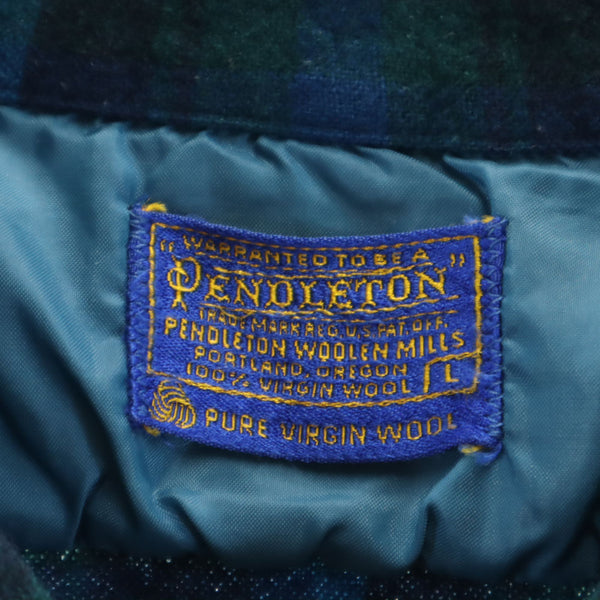 "WARRANTED TO BE A
PENDLETON"
TRADE MARK REG. U.S. PAT. OFF.
PENDLETON WOOLEN MILLS
PORTLAND, OREGON
100% VIRGIN WOOL L
PURE VIRGIN WOOL